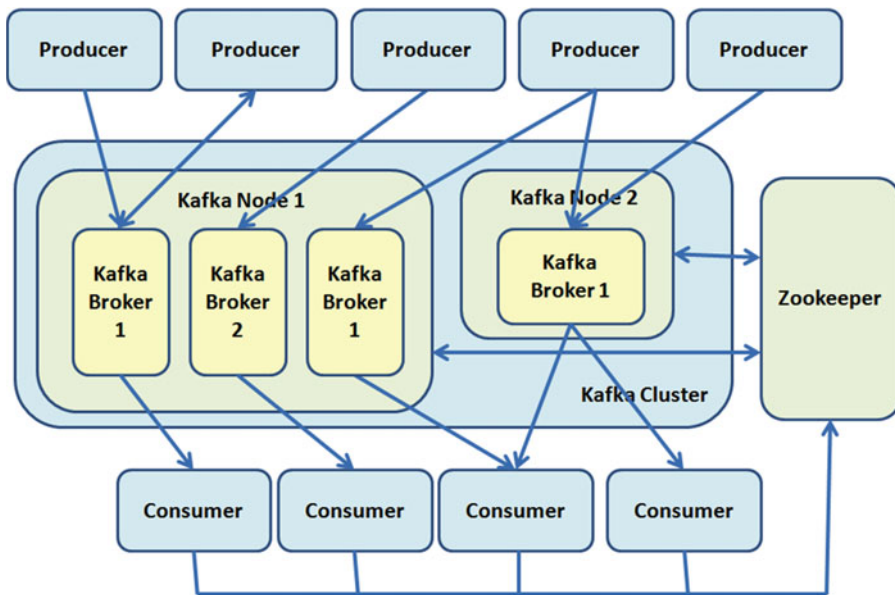 Producer
Producer
Producer
Producer
Producer
Kafka Node 1
Kafka Node 2
Kafka
Broker
1
Kafka
Broker
2
Kafka
Broker
1
Kafka
Broker 1
Zookeeper
Kafka Cluster
Consumer
Consumer
Consumer
Consumer